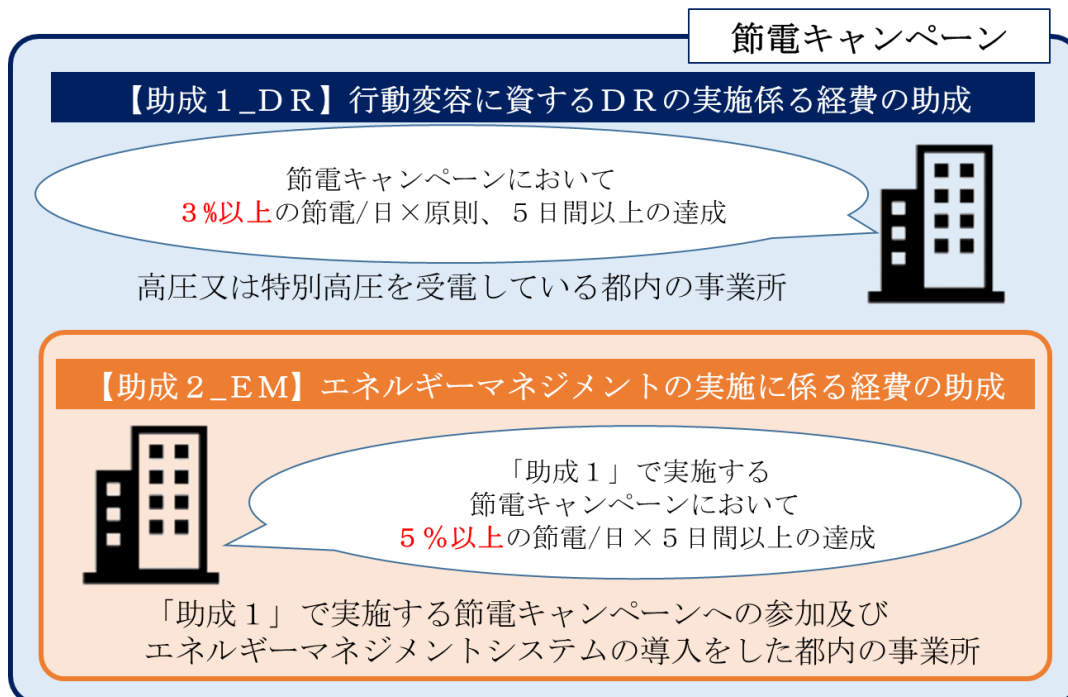 節電キャンペーン
【助成１_ＤＲ】行動変容に資するＤＲの実施係る経費の助成
節電キャンペーンにおいて
３%以上の節電/日×原則、５日間以上の達成
高圧又は特別高圧を受電している都内の事業所
【助成２_ＥＭ】エネルギーマネジメントの実施に係る経費の助成
「助成１」で実施する
節電キャンペーンにおいて
５％以上の節電/日×５日間以上の達成
「助成１」で実施する節電キャンペーンへの参加及び
エネルギーマネジメントシステムの導入をした都内の事業所